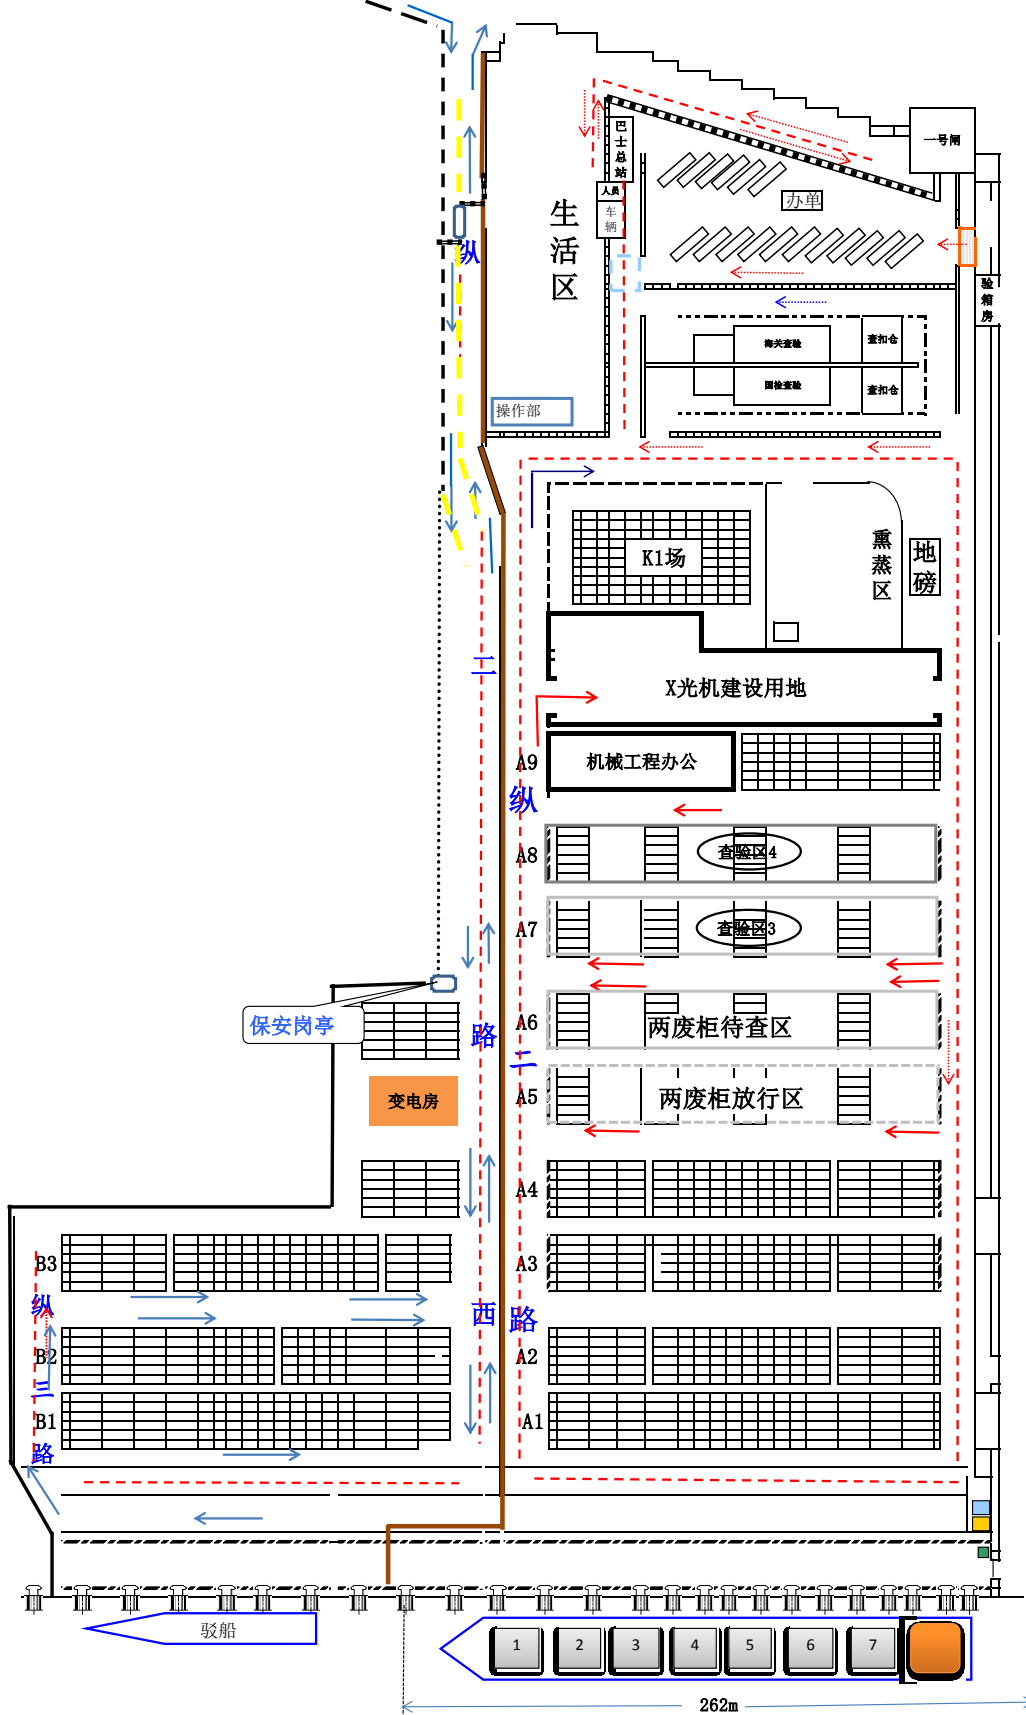 一号闸
巴士总站
人员
车辆
办单
生活区
纵
验箱房
海关查验
查扣仓
国检查验
查扣仓
操作部
K1场
熏蒸区
地磅
二
X光机建设用地
A9
机械工程办公
纵
A8
查验区4
A7
查验区3
保安岗亭
路
A6
两废柜待查区
二
变电房
A5
两废柜放行区
A4
B3
A3
纵
西
路
B2
A2
三
B1
A1
路
驳船
1
2
3
4
5
6
7
262m